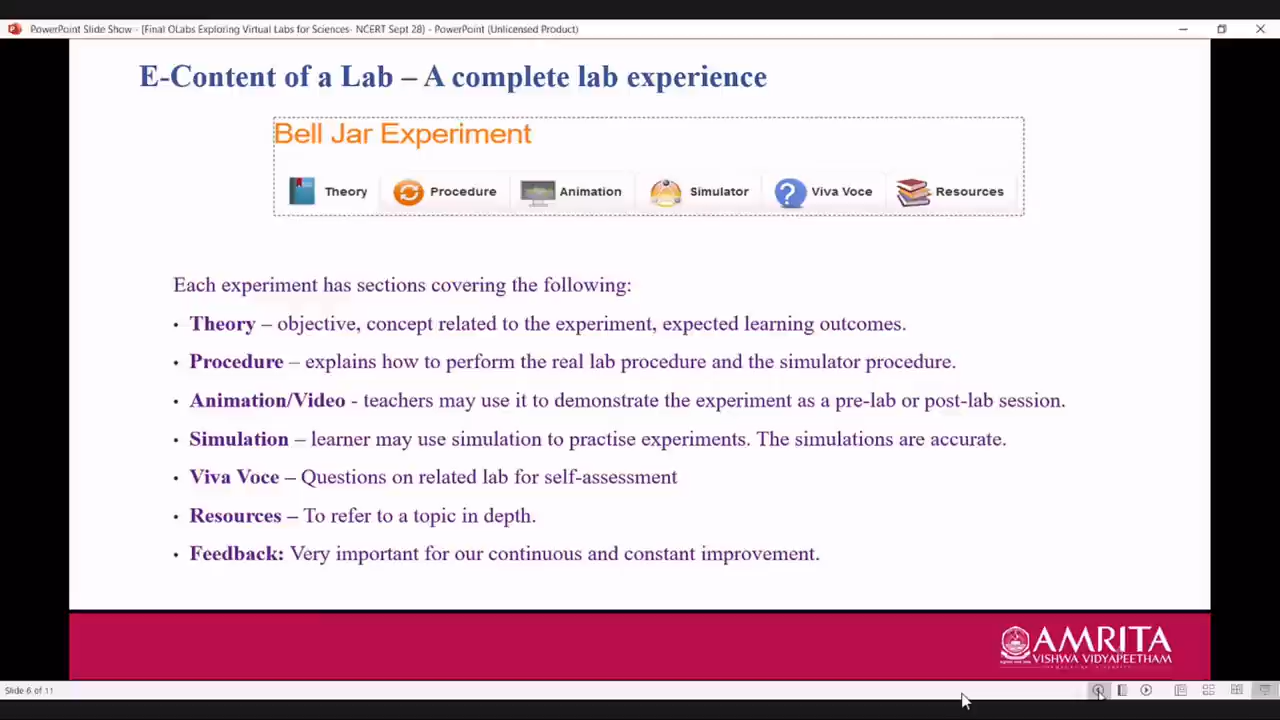 PowerPoint Slide Show - [Final OLabs Exploring Virtual Labs for Sciences- NCERT Sept 28] - PowerPoint (Unlicensed Product)
E-Content of a Lab – A complete lab experience
Bell Jar Experiment
Theory Procedure Animation Simulator Viva Voce Resources
Each experiment has sections covering the following:
• Theory – objective, concept related to the experiment, expected learning outcomes.
• Procedure – explains how to perform the real lab procedure and the simulator procedure.
• Animation/Video - teachers may use it to demonstrate the experiment as a pre-lab or post-lab session.
• Simulation – learner may use simulation to practise experiments. The simulations are accurate.
• Viva Voce – Questions on related lab for self-assessment
• Resources – To refer to a topic in depth.
• Feedback: Very important for our continuous and constant improvement.
AMRITA
VISHWA VIDYAPEETHAM
Slide 6 of 11